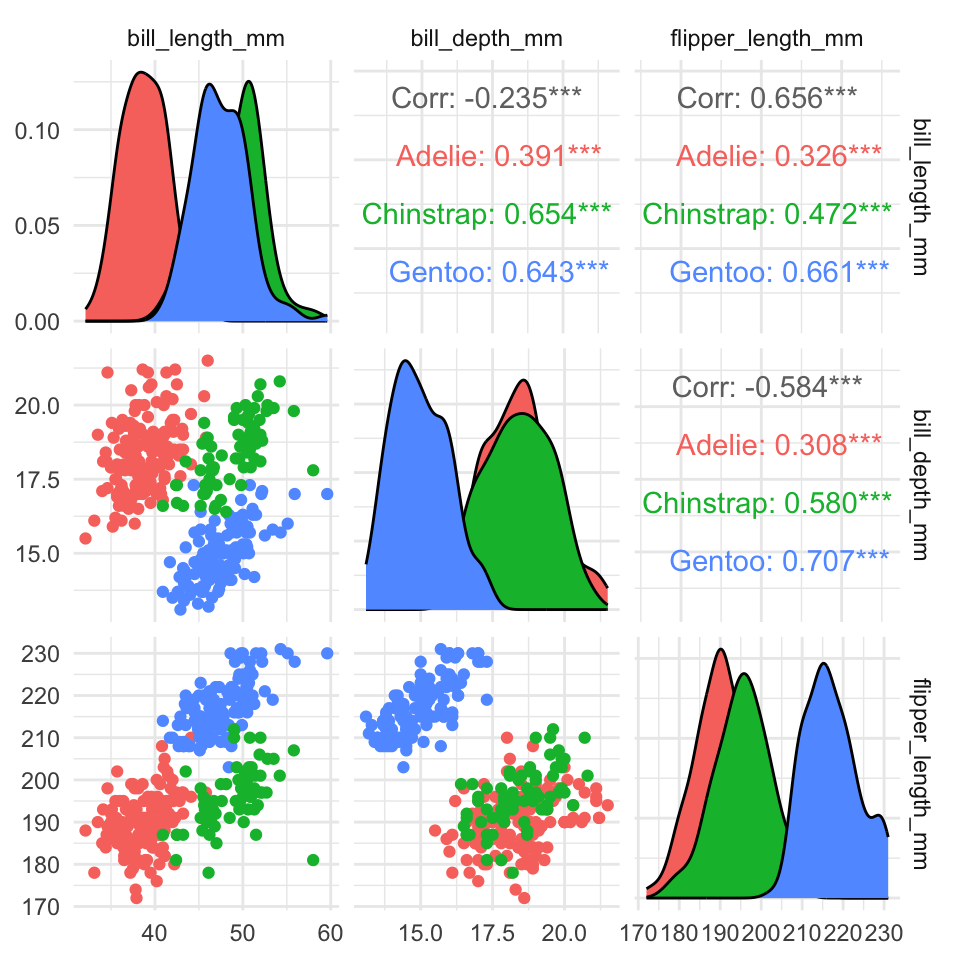 bill_length_mm
bill_depth_mm
flipper_length_mm
0.10
0.05
0.00
Corr: -0.235***
Adelie: 0.391***
Chinstrap: 0.654***
Gentoo: 0.643***
Corr: 0.656***
Adelie: 0.326***
Chinstrap: 0.472***
Gentoo: 0.661***
bill_length_mm
20.0
17.5
15.0
Corr: -0.584***
Adelie: 0.308***
Chinstrap: 0.580***
Gentoo: 0.707***
bill_depth_mm
230
220
210
200
190
180
170
flipper_length_mm
40 50 60
15.0 17.5 20.0
170 180 190 200 210 220 230